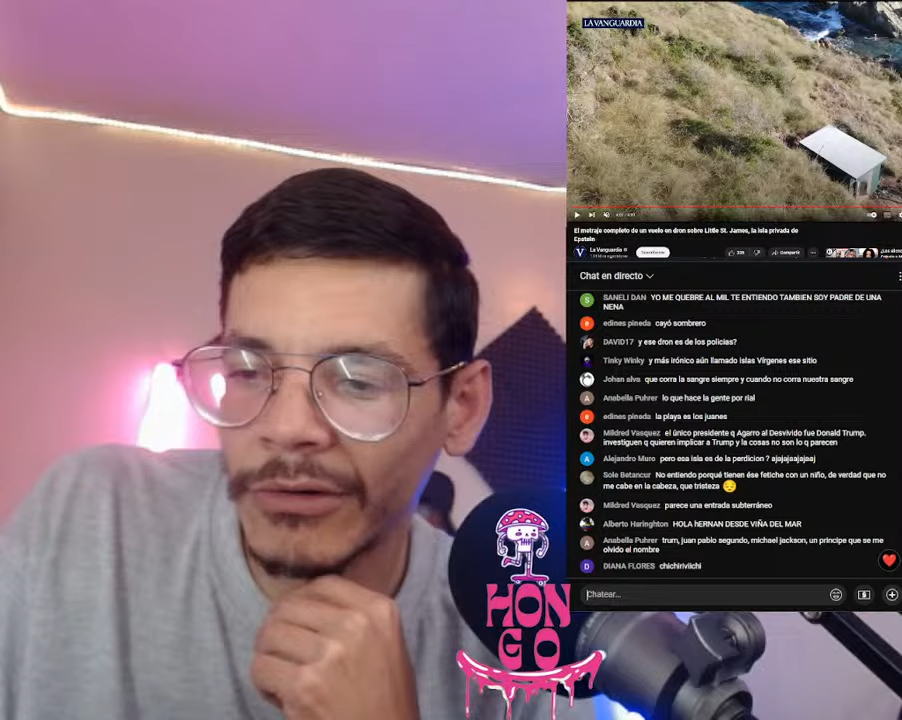 LA VANGUARDIA
El metraje completo de un vuelo en dron sobre Little St. James, la isla privada de
Epstein
La Vanguardia
Compartir
Chat en directo
SANELI DAN YO ME QUEBRE AL MIL TE ENTIENDO TAMBIEN SOY PADRE DE UNA
NENA
edines pineda cayó sombrero
DAVID17 y ese dron es de los policías?
Tinky Winky y más irónico aún llamado islas Vírgenes ese sitio
Johan alva que corra la sangre siempre y cuando no corra nuestra sangre
Anabella Puhrer lo que hace la gente por rial
edines pineda la playa es los juanes
Mildred Vasquez el único presidente q Agarro al Desvivido fue Donald Trump,
investiguen q quieren implicar a Trump y la cosas no son lo q parecen
Alejandro Muro pero esa isla es de la perdicion ? ajajaajajaaj
Sole Betancur No entiendo porqué tienen ése fetiche con un niño, de verdad que no
me cabe en la cabeza, que tristeza 😔
Mildred Vasquez parece una entrada subterráneo
Alberto Harington HOLA hERNAN DESDE VIÑA DEL MAR
Anabella Puhrer trum, juan pablo segundo, michael jackson, un principe que se me
olvido el nombre
DIANA FLORES chichiriviichi
Chatear...
HON
GO